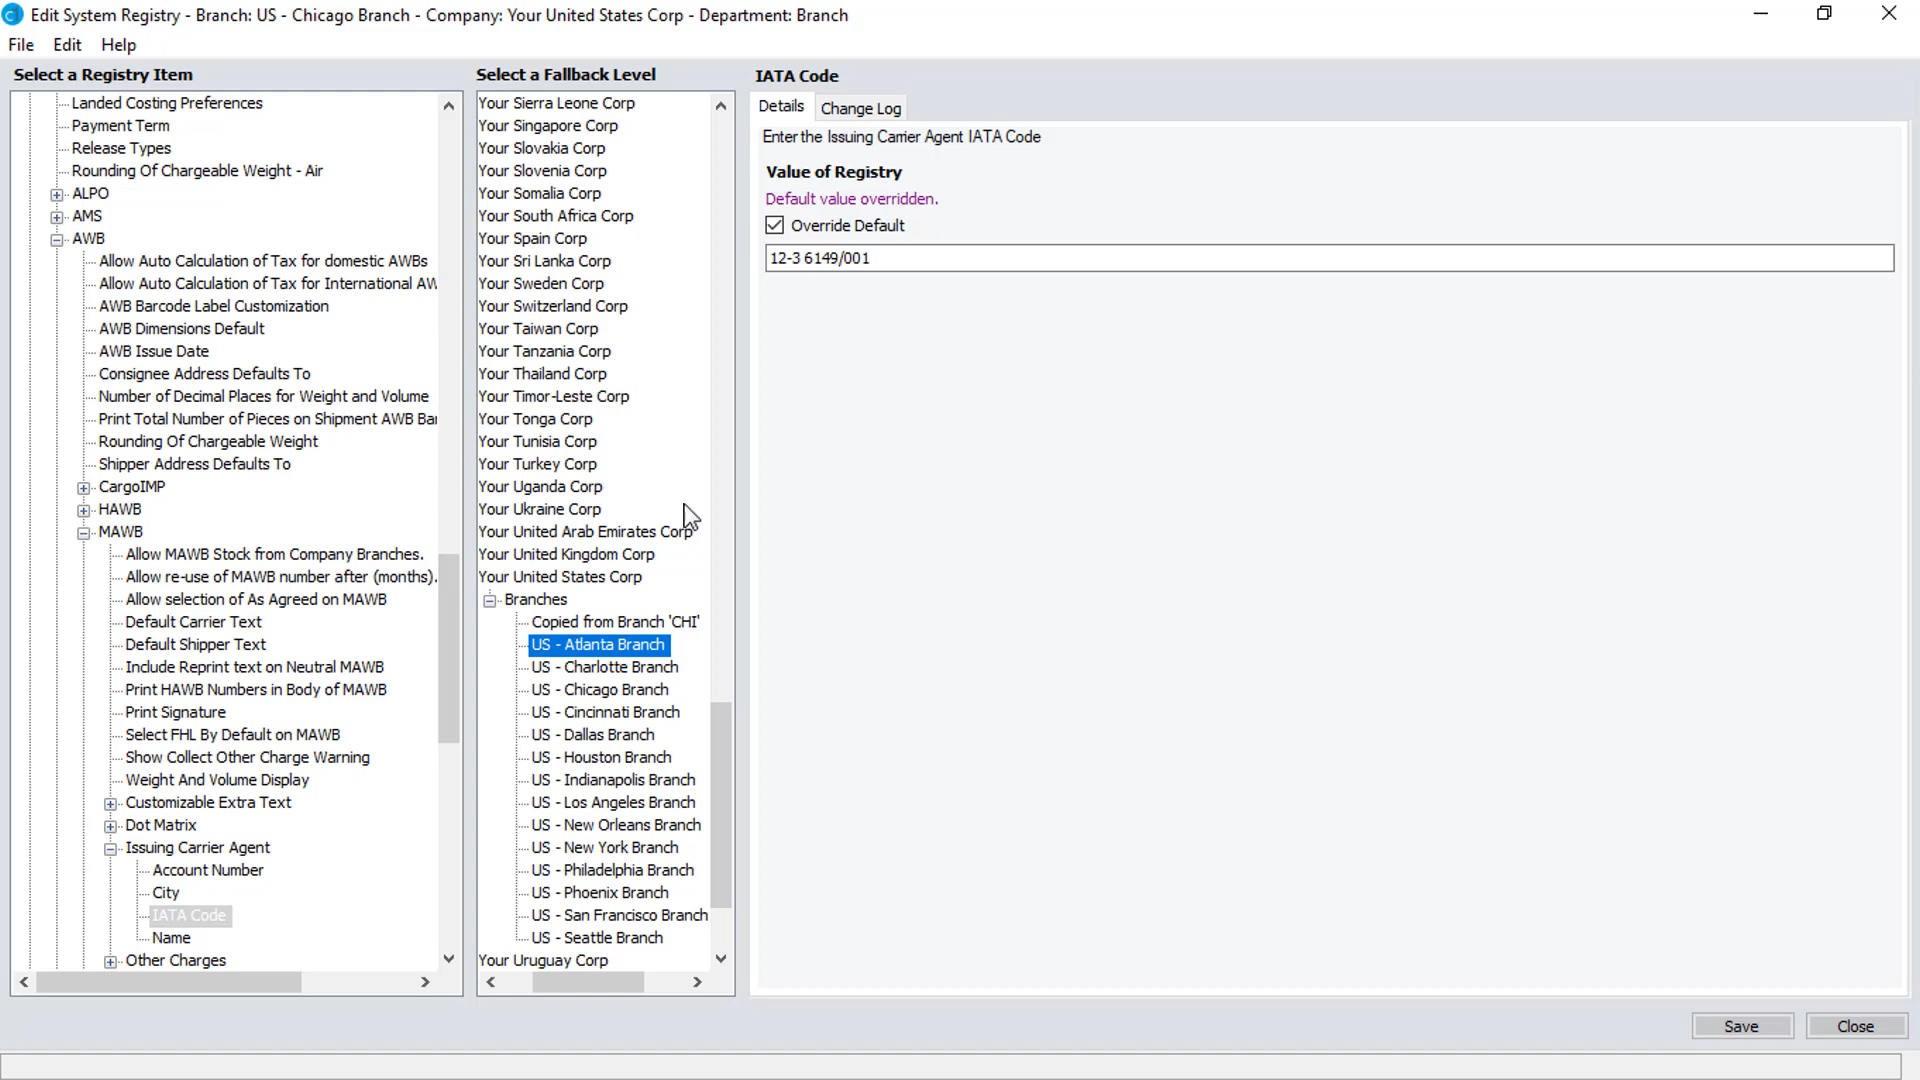 Edit System Registry - Branch: US - Chicago Branch - Company: Your United States Corp - Department: Branch
File Edit Help
Select a Registry Item
Landed Costing Preferences
Payment Term
Release Types
Rounding Of Chargeable Weight - Air
ALPO
AMS
AWB
Allow Auto Calculation of Tax for domestic AWBs
Allow Auto Calculation of Tax for International AW
AWB Barcode Label Customization
AWB Dimensions Default
AWB Issue Date
Consignee Address Defaults To
Number of Decimal Places for Weight and Volume
Print Total Number of Pieces on Shipment AWB Bar
Rounding Of Chargeable Weight
Shipper Address Defaults To
CargoIMP
HAWB
MAWB
Allow MAWB Stock from Company Branches.
Allow re-use of MAWB number after (months).
Allow selection of As Agreed on MAWB
Default Carrier Text
Default Shipper Text
Include Reprint text on Neutral MAWB
Print HAWB Numbers in Body of MAWB
Print Signature
Select FHL By Default on MAWB
Show Collect Other Charge Warning
Weight And Volume Display
Customizable Extra Text
Dot Matrix
Issuing Carrier Agent
Account Number
City
IATA Code
Name
Other Charges
Select a Fallback Level
Your Sierra Leone Corp
Your Singapore Corp
Your Slovakia Corp
Your Slovenia Corp
Your Somalia Corp
Your South Africa Corp
Your Spain Corp
Your Sri Lanka Corp
Your Sweden Corp
Your Switzerland Corp
Your Taiwan Corp
Your Tanzania Corp
Your Thailand Corp
Your Timor-Leste Corp
Your Tonga Corp
Your Tunisia Corp
Your Turkey Corp
Your Uganda Corp
Your Ukraine Corp
Your United Arab Emirates Corp
Your United Kingdom Corp
Your United States Corp
Branches
Copied from Branch 'CHI'
US - Atlanta Branch
US - Charlotte Branch
US - Chicago Branch
US - Cincinnati Branch
US - Dallas Branch
US - Houston Branch
US - Indianapolis Branch
US - Los Angeles Branch
US - New Orleans Branch
US - New York Branch
US - Philadelphia Branch
US - Phoenix Branch
US - San Francisco Branch
US - Seattle Branch
Your Uruguay Corp
IATA Code
Details Change Log
Enter the Issuing Carrier Agent IATA Code
Value of Registry
Default value overridden.
Override Default
12-3 6149/001
Save Close